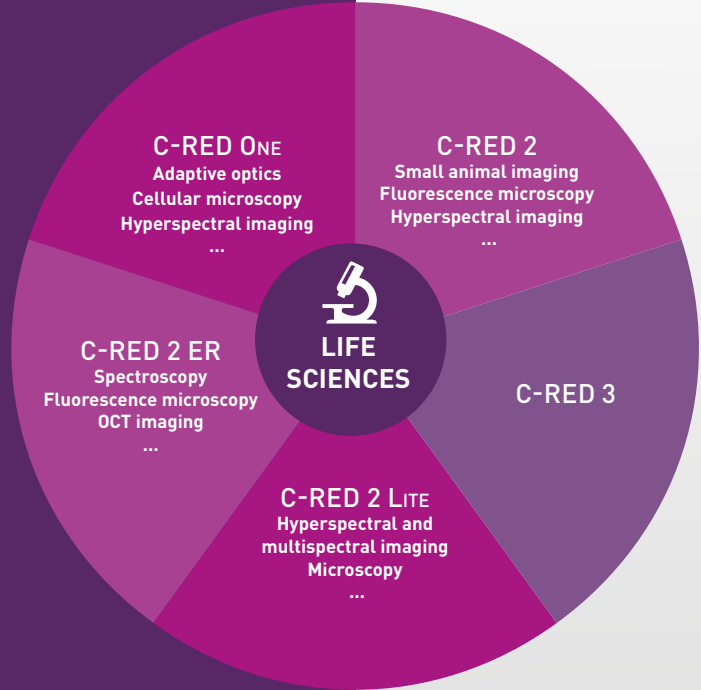 C-RED One
Adaptive optics
Cellular microscopy
Hyperspectral imaging
...
C-RED 2
Small animal imaging
Fluorescence microscopy
Hyperspectral imaging
...
LIFE
SCIENCES
C-RED 2 ER
Spectroscopy
Fluorescence microscopy
OCT imaging
...
C-RED 3
C-RED 2 Lite
Hyperspectral and
multispectral imaging
Microscopy
...